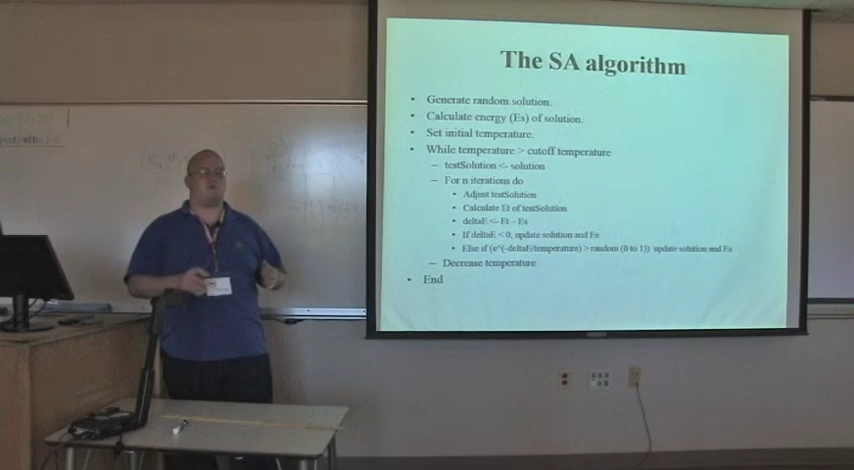 The SA algorithm
• Generate random solution.
• Calculate energy (Es) of solution.
• Set initial temperature.
• While temperature > cutoff temperature
– testSolution <- solution
– For n iterations do
• Adjust testSolution
• Calculate Et of testSolution
• deltaE <- Et – Es
• If deltaE < 0, update solution and Es
• Else if (e^(-deltaE/temperature) > random (0 to 1)) update solution and Es
– Decrease temperature
• End